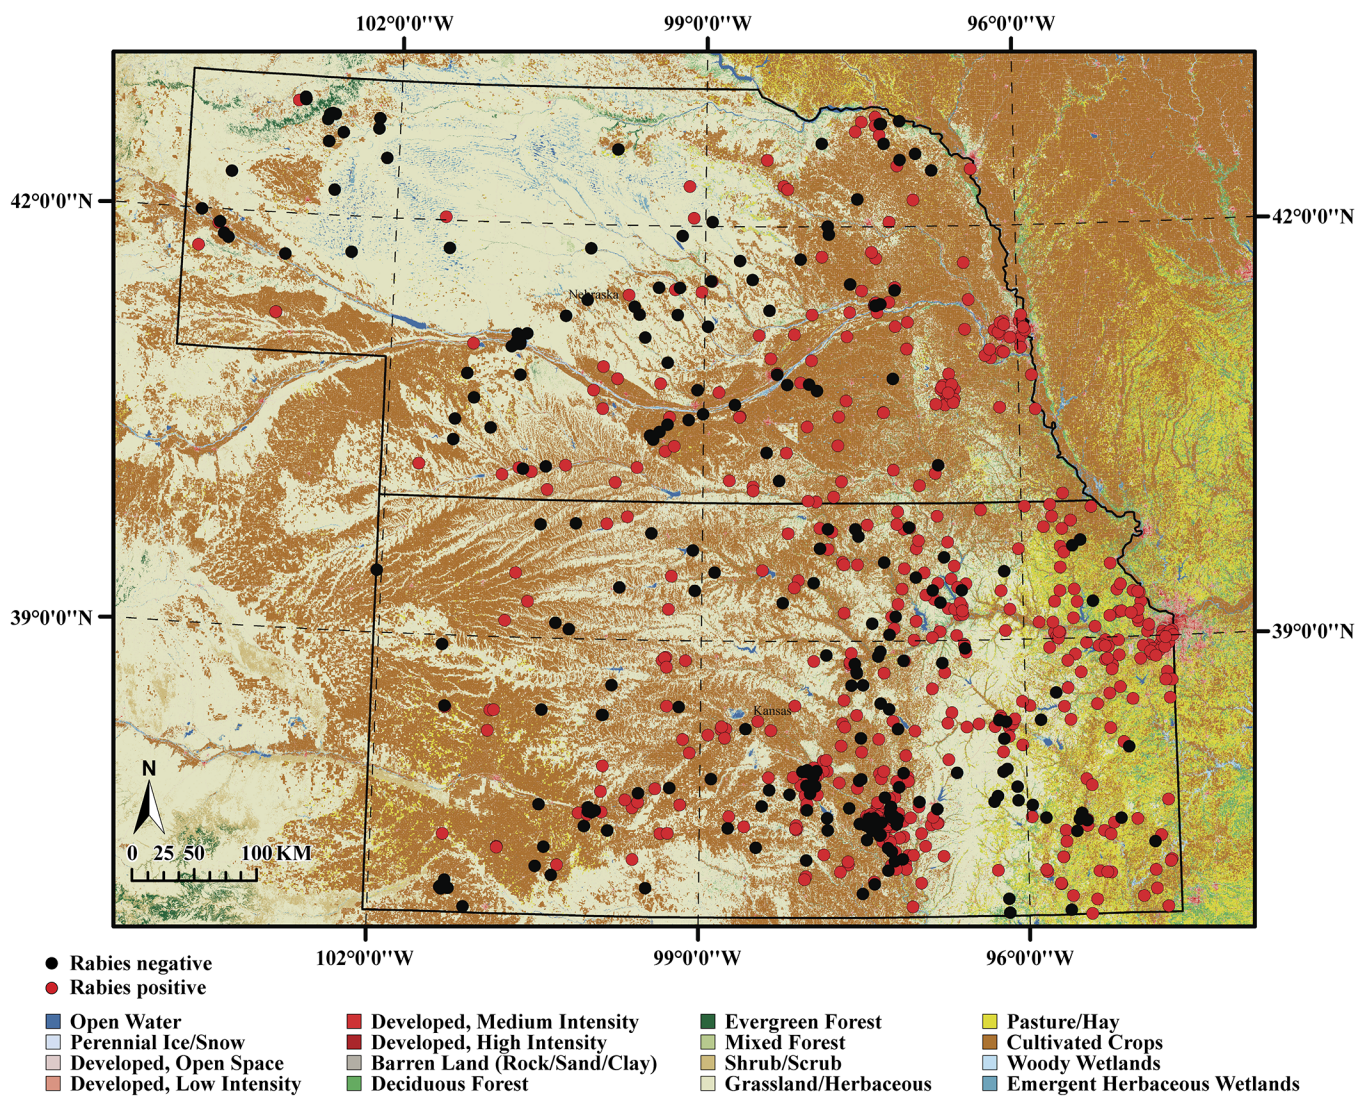 102°0'0"W 99°0'0"W 96°0'0"W
42°0'0"N 42°0'0"N
Nebraska
39°0'0"N 39°0'0"N
Kansas
N
0 25 50 100 KM
102°0'0"W 99°0'0"W 96°0'0"W
Rabies negative
Rabies positive
Open Water Developed, Medium Intensity Evergreen Forest Pasture/Hay
Perennial Ice/Snow Developed, High Intensity Mixed Forest Cultivated Crops
Developed, Open Space Barren Land (Rock/Sand/Clay) Shrub/Scrub Woody Wetlands
Developed, Low Intensity Deciduous Forest Grassland/Herbaceous Emergent Herbaceous Wetlands